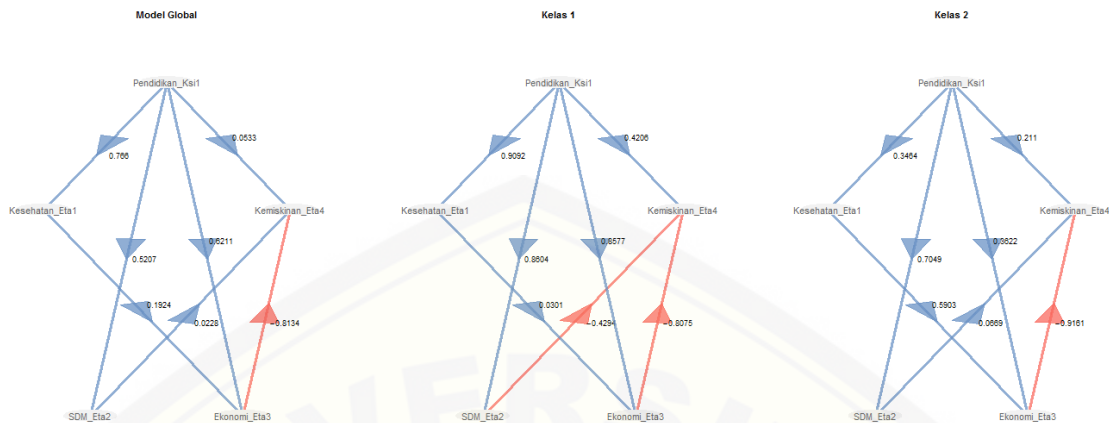 Model Global
Kelas 1
Kelas 2
Pendidikan_Ksi1
Pendidikan_Ksi1
Pendidikan_Ksi1
0.0533
0.766
0.4206
0.9092
0.211
0.3464
Kesehatan_Eta1
Kemiskinan_Eta4
Kesehatan_Eta1
Kemiskinan_Eta4
Kesehatan_Eta1
Kemiskinan_Eta4
0.6211
0.5207
0.8577
0.8604
0.3622
0.7049
0.1924
0.0228
-0.8134
0.0301
-0.4294
-0.8075
0.5903
0.0669
-0.9161
SDM_Eta2
Ekonomi_Eta3
SDM_Eta2
Ekonomi_Eta3
SDM_Eta2
Ekonomi_Eta3